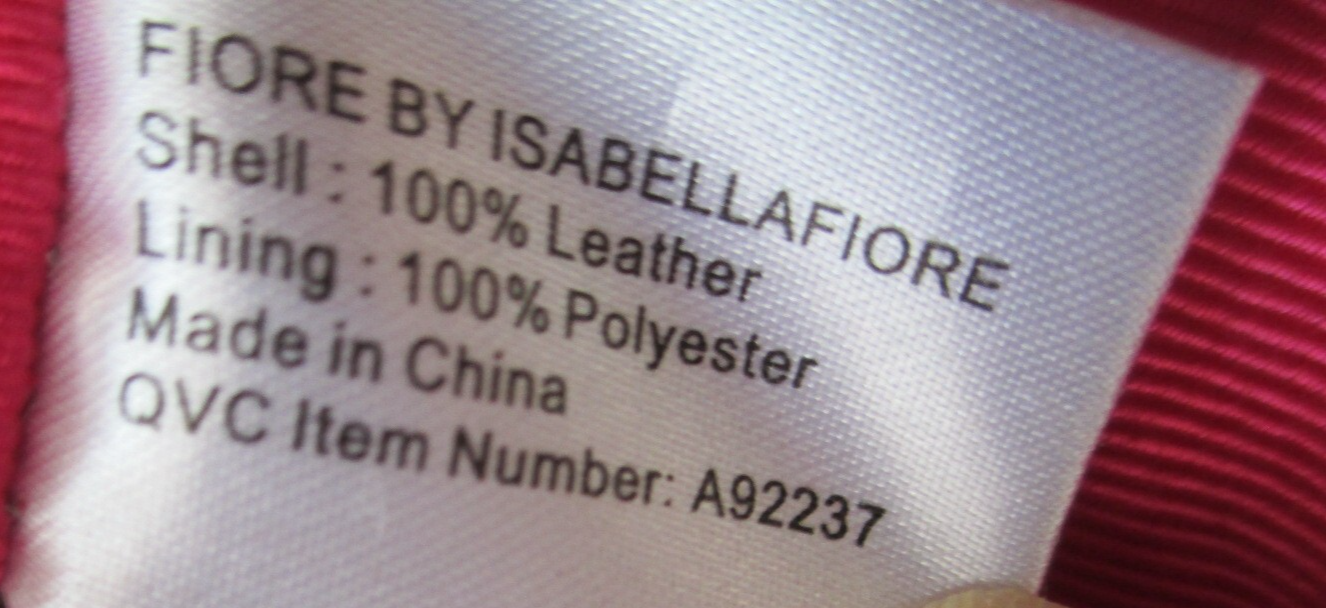 FIORE BY ISABELLAFIORE
Shell : 100% Leather
Lining : 100% Polyester
Made in China
QVC Item Number: A92237